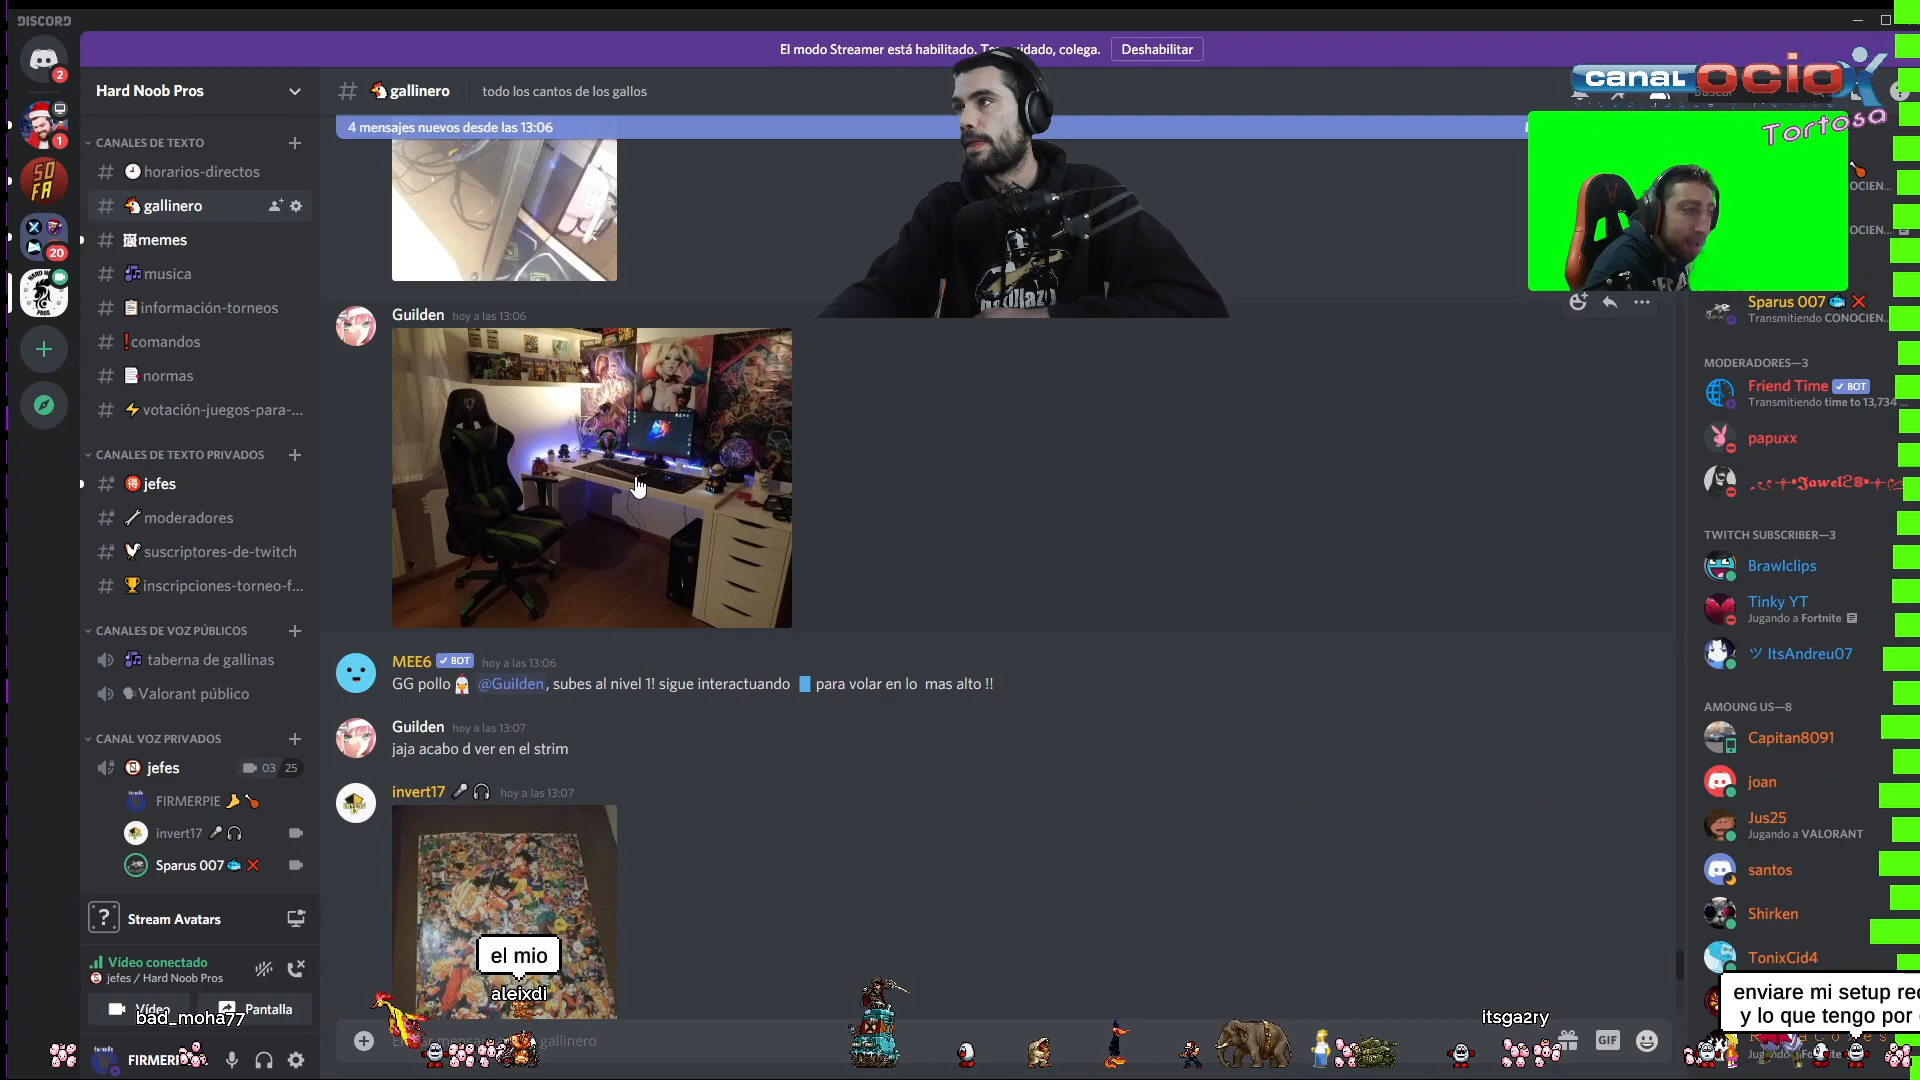 DISCORD
El modo Streamer está habilitado.
Deshabilitar
Hard Noob Pros
gallinero
todo los cantos de los gallos
canal OCIO
Tortosa
4 mensajes nuevos desde las 13:06
CANALES DE TEXTO
horarios-directos
gallinero
memes
musica
información-torneos
comandos
normas
votación-juegos-para-...
CANALES DE TEXTO PRIVADOS
jefes
moderadores
suscriptores-de-twitch
inscripciones-torneo-f...
CANALES DE VOZ PÚBLICOS
taberna de gallinas
Valorant público
CANAL VOZ PRIVADOS
jefes
03 25
FIRMERPIE
invert17
Sparus 007
Stream Avatars
Vídeo conectado
jefes / Hard Noob Pros
Vídeo
Pantalla
bad_moha77
FIRMERI
2
1
SO
FA
20
Guilden hoy a las 13:06
MEE6 BOT hoy a las 13:06
GG pollo @Guilden, subes al nivel 1! sigue interactuando para volar en lo mas alto !!
Guilden hoy a las 13:07
jaja acabo d ver en el strim
invert17 hoy a las 13:07
el mio
aleixdi
gallinero
itsga2ry
GIF
Sparus 007
Transmitiendo CONOCIEN...
MODERADORES—3
Friend Time BOT
Transmitiendo time to 13,734
papuxx
Jawel28
TWITCH SUBSCRIBER—3
Brawlclips
Tinky YT
Jugando a Fortnite
ツ ItsAndreu07
AMOUNG US—8
Capitan8091
joan
Jus25
Jugando a VALORANT
santos
Shirken
TonixCid4
enviare mi setup
y lo que tengo por